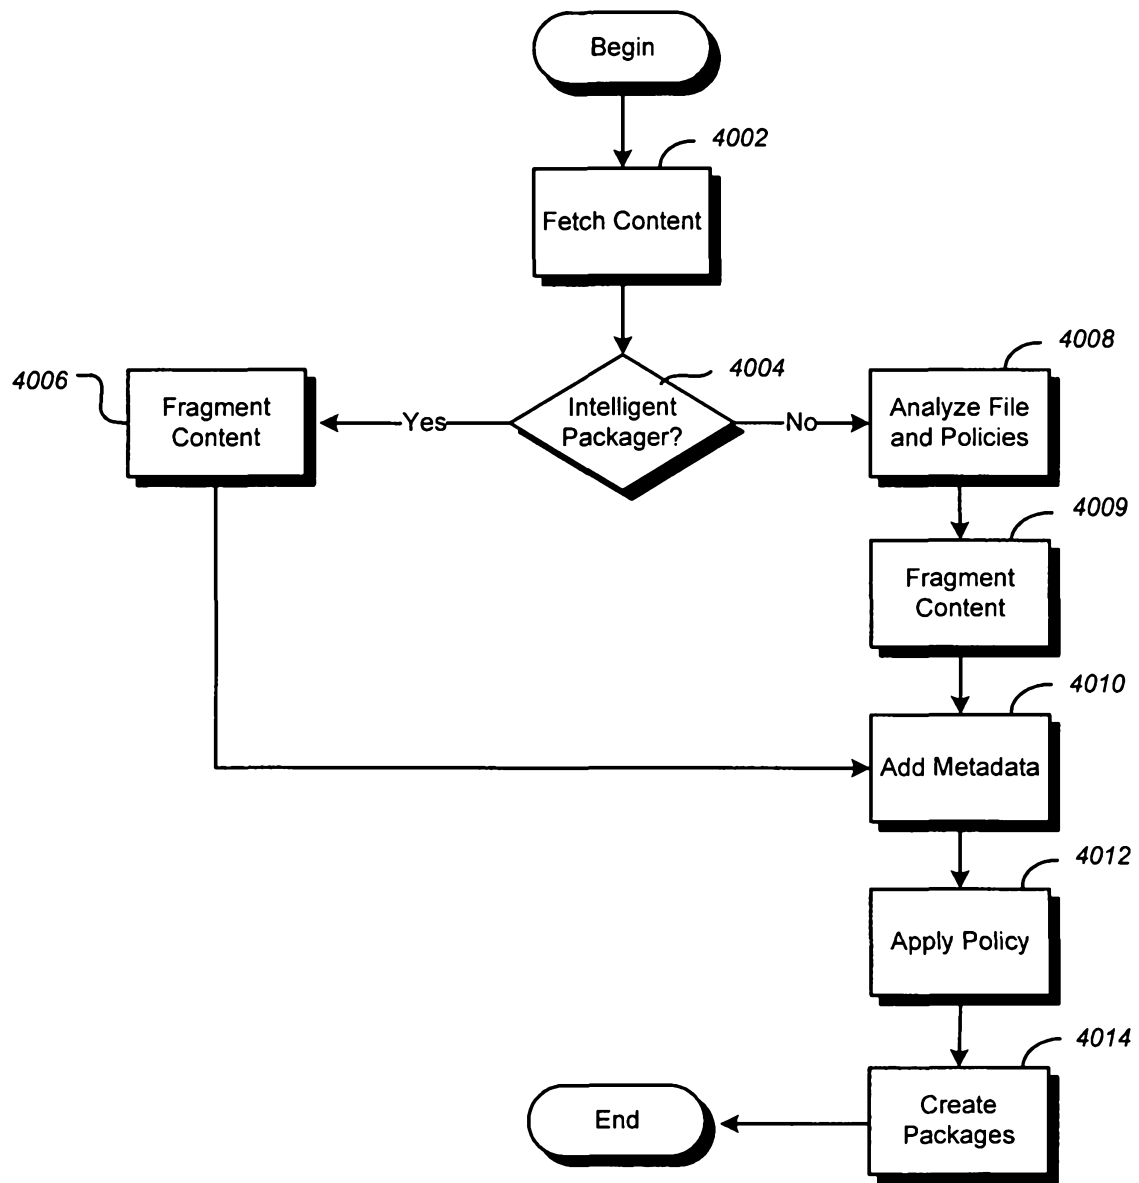 Begin
4002
Fetch Content
4004
4006
Fragment
Content
Yes
Intelligent
Packager?
No
4008
Analyze File
and Policies
4009
Fragment
Content
4010
Add Metadada
4012
Apply Policy
4014
Create
Packages
End